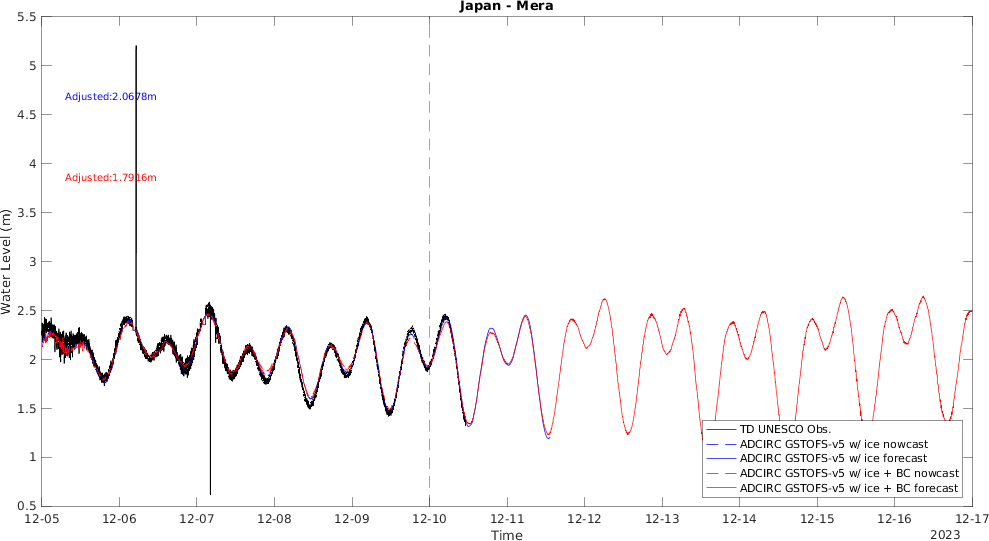 Japan - Mera
5.5
5
4.5
4
3.5
3
2.5
2
1.5
1
0.5
Water Level (m)
Adjusted:2.0678m
Adjusted:1.7916m
TD UNESCO Obs.
ADCIRC GSTOFS-v5 w/ ice nowcast
ADCIRC GSTOFS-v5 w/ ice forecast
ADCIRC GSTOFS-v5 w/ ice + BC nowcast
ADCIRC GSTOFS-v5 w/ ice + BC forecast
12-05 12-06 12-07 12-08 12-09 12-10 12-11 12-12 12-13 12-14 12-15 12-16 12-17
Time
2023